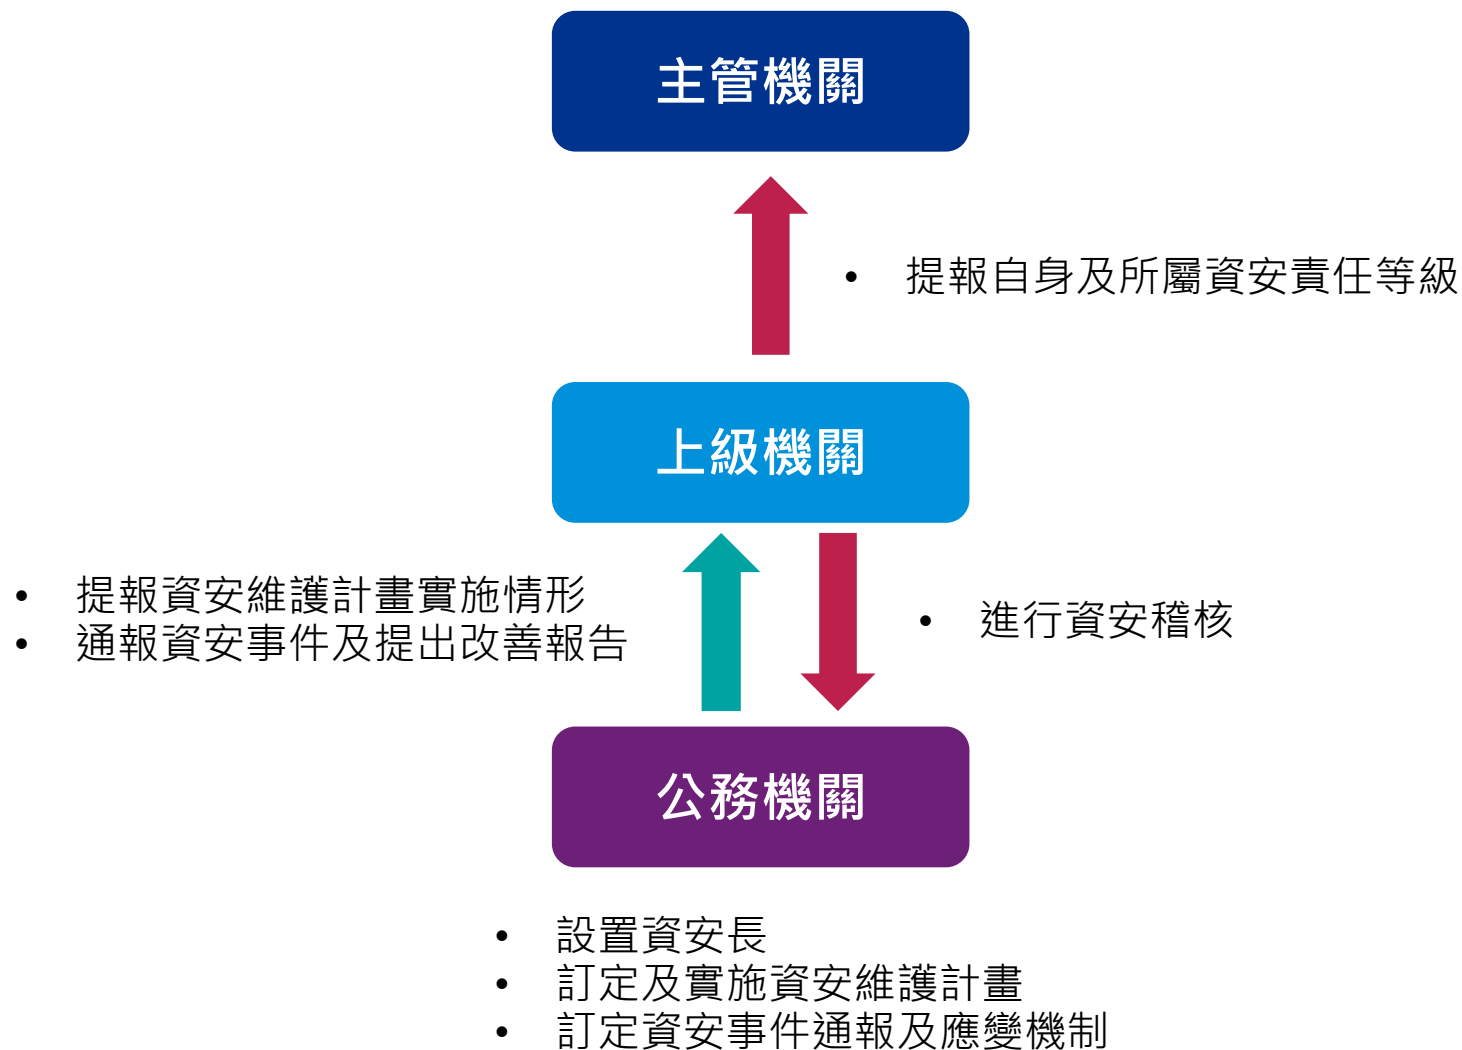 主管機關
• 提報自身及所屬資安責任等級
上級機關
• 提報資安維護計畫實施情形
• 通報資安事件及提出改善報告
• 進行資安稽核
公務機關
• 設置資安長
• 訂定及實施資安維護計畫
• 訂定資安事件通報及應變機制